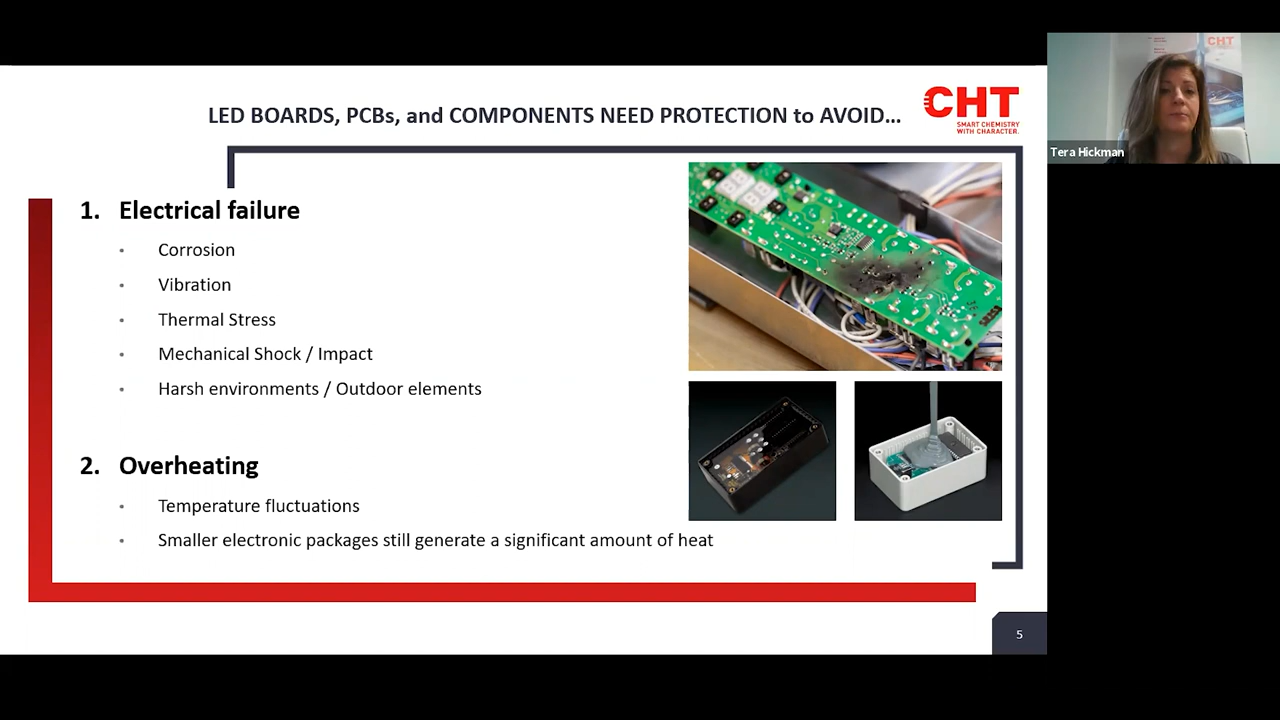 LED BOARDS, PCBs, and COMPONENTS NEED PROTECTION to AVOID...
CHT
SMART CHEMISTRY
WITH CHARACTER.
CHT
Tera Hickman
1. Electrical failure
Corrosion
Vibration
Thermal Stress
Mechanical Shock / Impact
Harsh environments / Outdoor elements
2. Overheating
Temperature fluctuations
Smaller electronic packages still generate a significant amount of heat
5